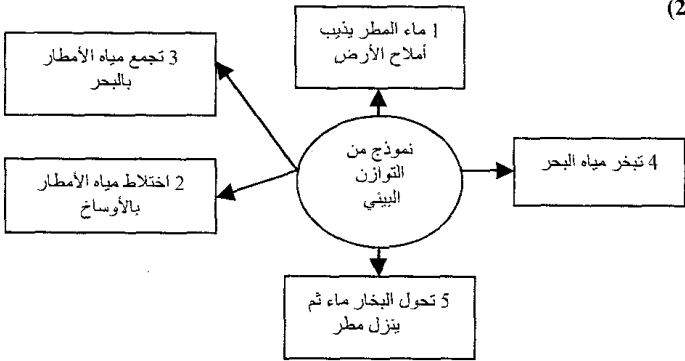 (2
1 ماء المطر يذيب
أملاح الأرض
3 تجمع مياه الأمطار
بالبحر
نموذج من
التوازن
البيئي
4 تبخر مياه البحر
2 اختلاط مياه الأمطار
بالأوساخ
5 تحول البخار ماء ثم
ينزل مطر